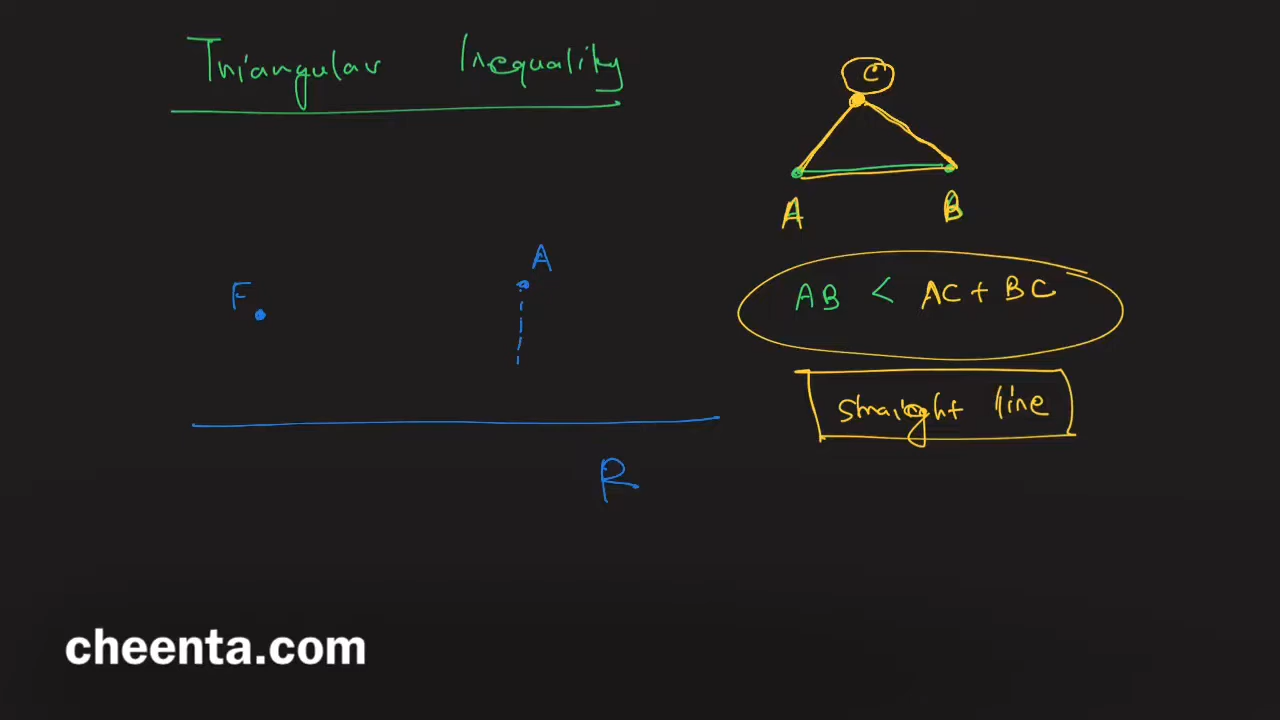 Triangular Inequality
C
A B
AB < AC + BC
straight line
F A
R
cheenta.com